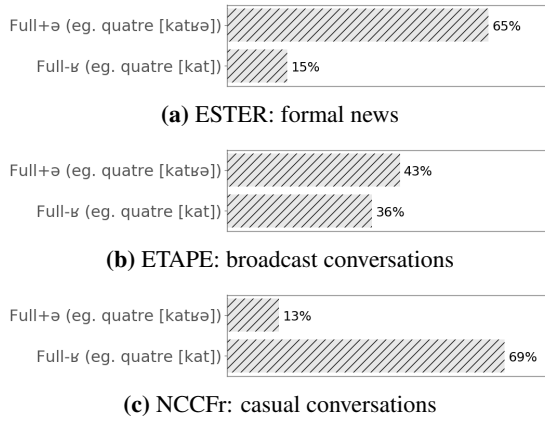 Full+ə (eg. quatre [katʁə]) 65%
Full-ʁ (eg. quatre [kat]) 15%
(a) ESTER: formal news
Full+ə (eg. quatre [katʁə]) 43%
Full-ʁ (eg. quatre [kat]) 36%
(b) ETAPE: broadcast conversations
Full+ə (eg. quatre [katʁə]) 13%
Full-ʁ (eg. quatre [kat]) 69%
(c) NCCFr: casual conversations